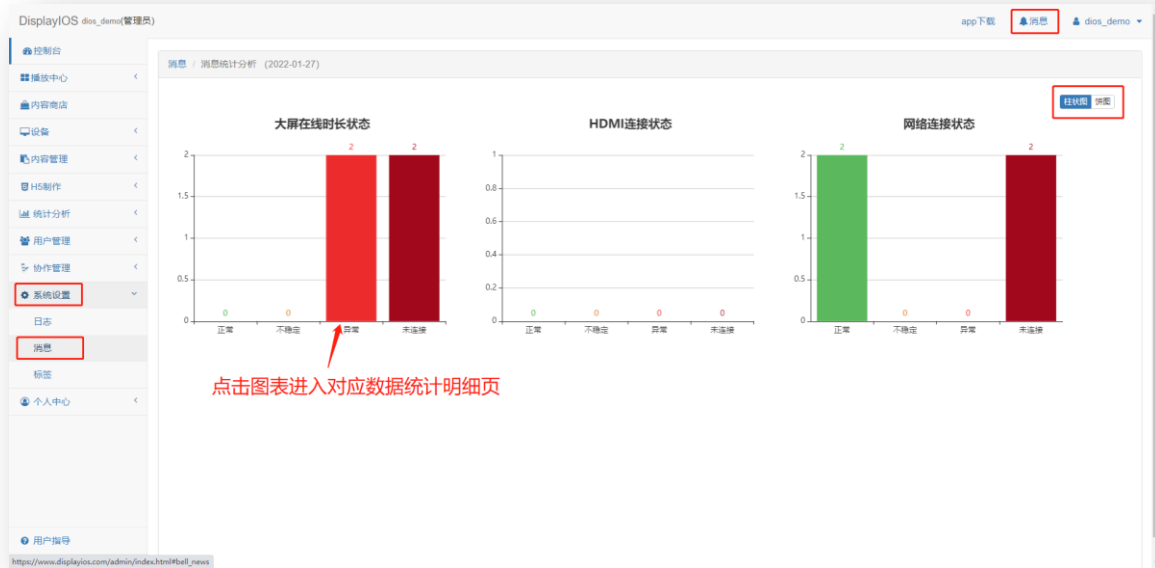 DisplayIOS dios_demo(管理员)
app下载
消息
dios_demo
控制台
播放中心
内容商店
设备
内容管理
H5制作
统计分析
用户管理
协作管理
系统设置
日志
消息
标签
个人中心
用户指导
https://www.displayios.com/admin/index.html#bell_news
消息 / 消息统计分析 (2022-01-27)
柱状图 饼图
大屏在线时长状态
2
1.5
1
0.5
0
0 0 2 2
正常 不稳定 异常 未连接
HDMI连接状态
1
0.8
0.6
0.4
0.2
0
0 0 0 0
正常 不稳定 异常 未连接
网络连接状态
2
1.5
1
0.5
0
2 0 0 2
正常 不稳定 异常 未连接
点击图表进入对应数据统计明细页